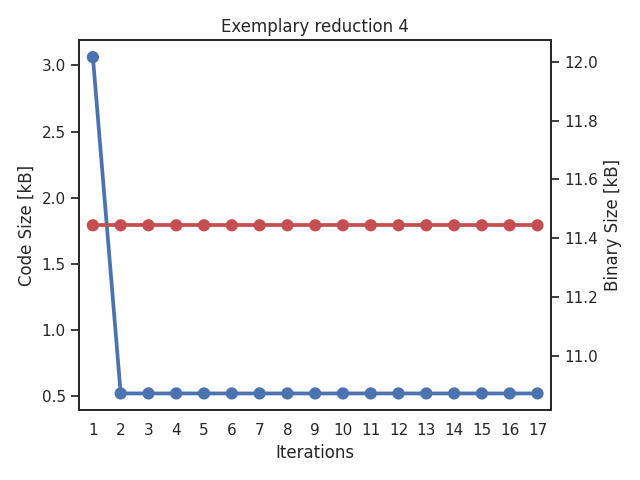 Exemplary reduction 4
Code Size [kB]
3.0
2.5
2.0
1.5
1.0
0.5
12.0
11.8
11.6
11.4
11.2
11.0
Binary Size [kB]
1 2 3 4 5 6 7 8 9 10 11 12 13 14 15 16 17
Iterations